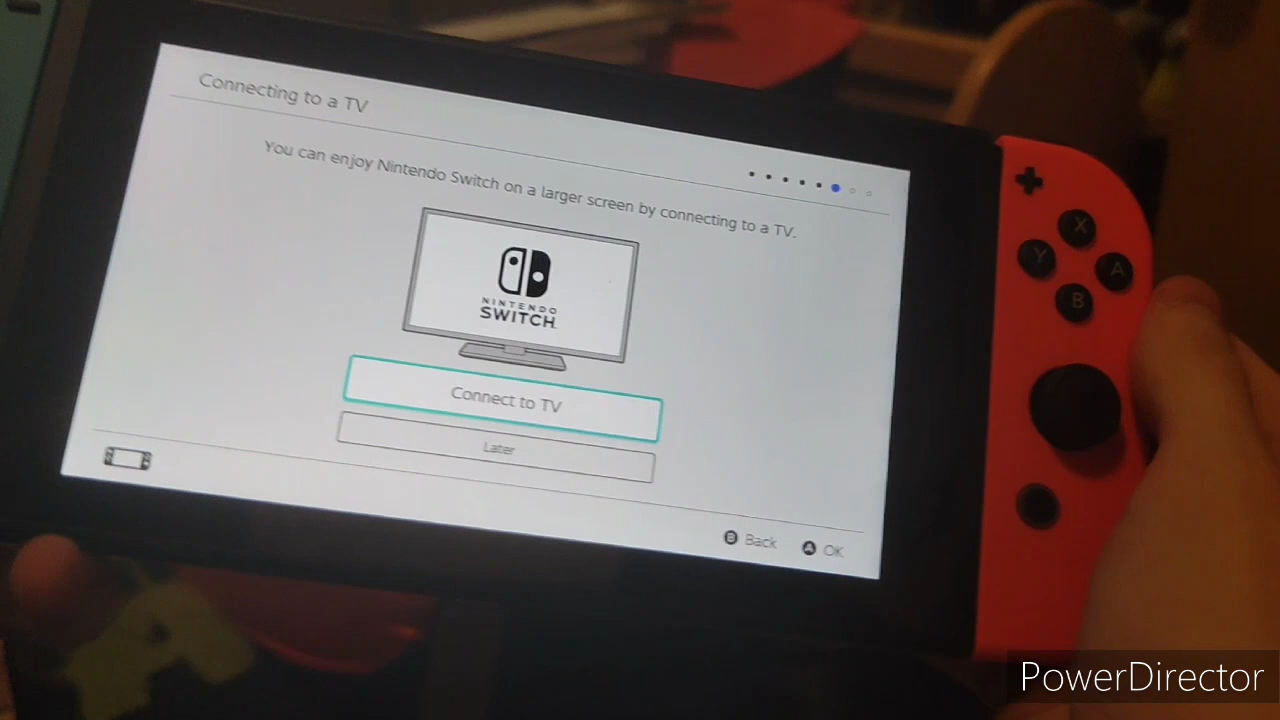 Connecting to a TV
You can enjoy Nintendo Switch on a larger screen by connecting to a TV.
NINTENDO
SWITCH
Connect to TV
Later
B Back A OK
X
Y
A
B
PowerDirector